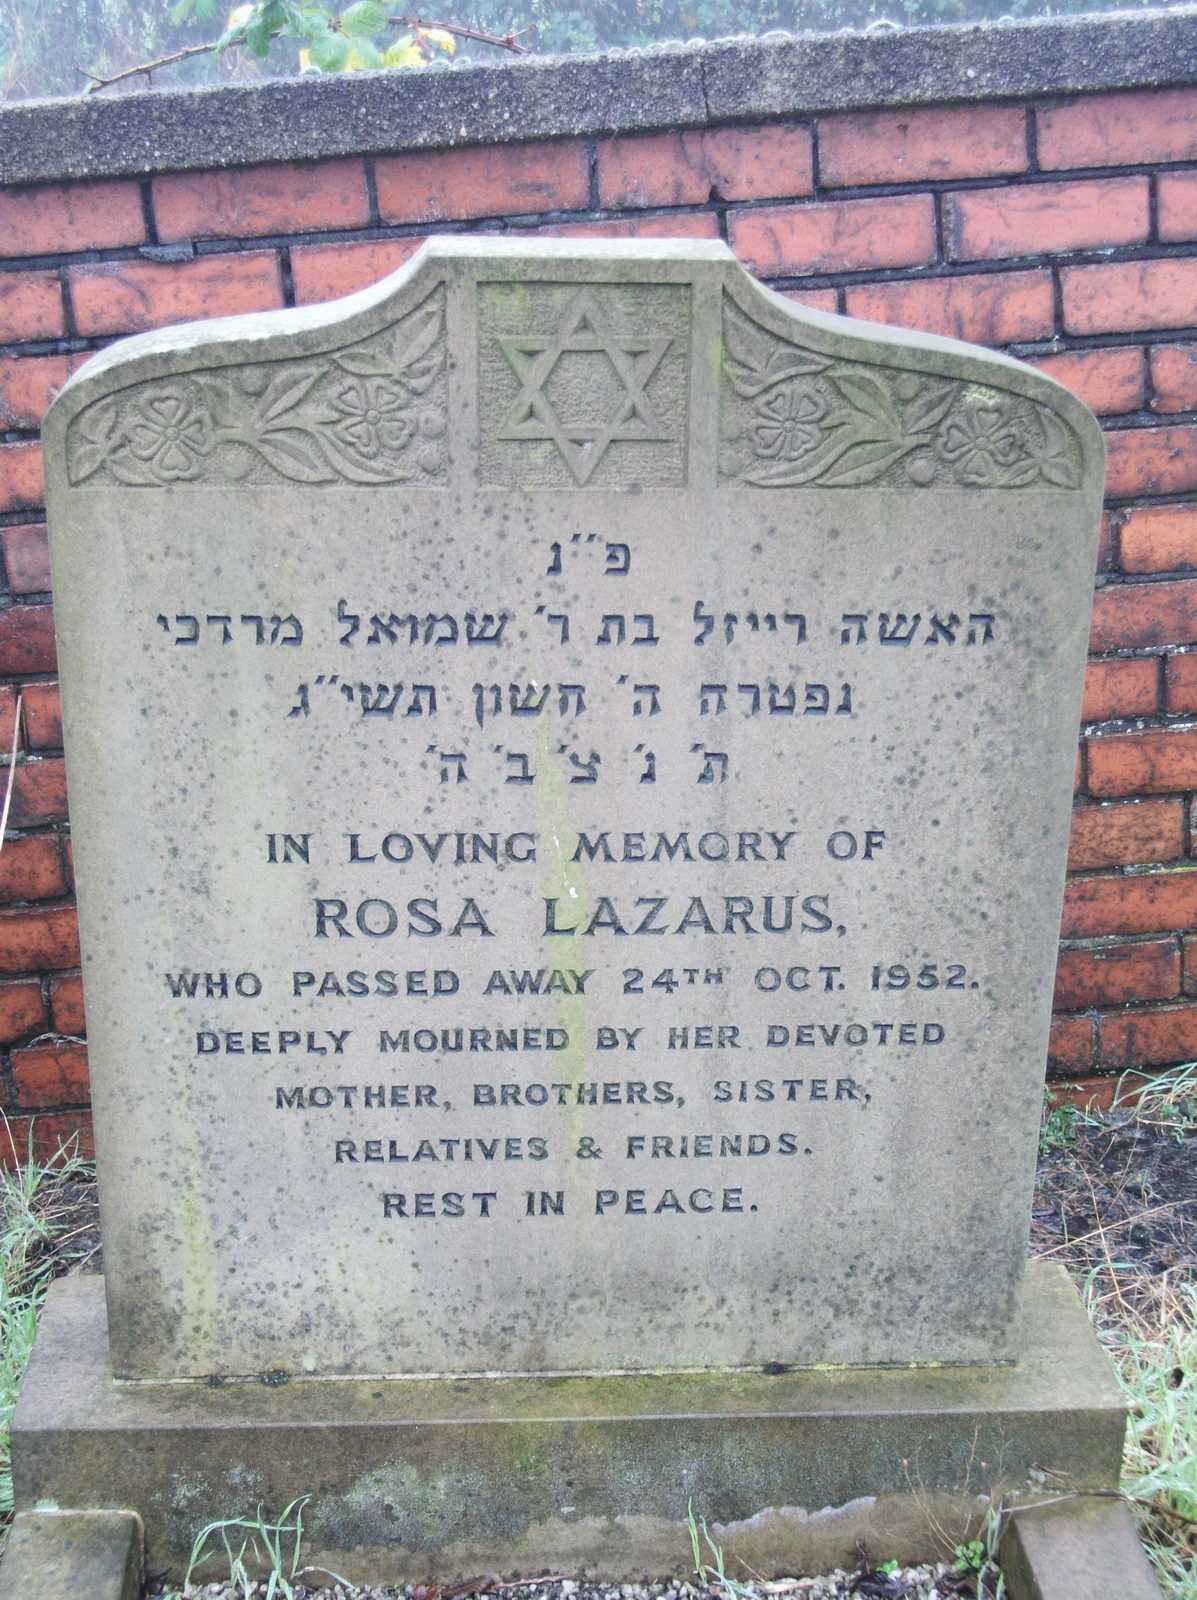 פ״נ
האשה רייזל בת ר׳ שמואל מרדכי
נפטרה ה׳ חשון תשי״ג
ת׳ נ׳ צ׳ ב׳ ה׳
IN LOVING MEMORY OF
ROSA LAZARUS,
WHO PASSED AWAY 24TH OCT. 1952.
DEEPLY MOURNED BY HER DEVOTED
MOTHER, BROTHERS, SISTER,
RELATIVES & FRIENDS.
REST IN PEACE.